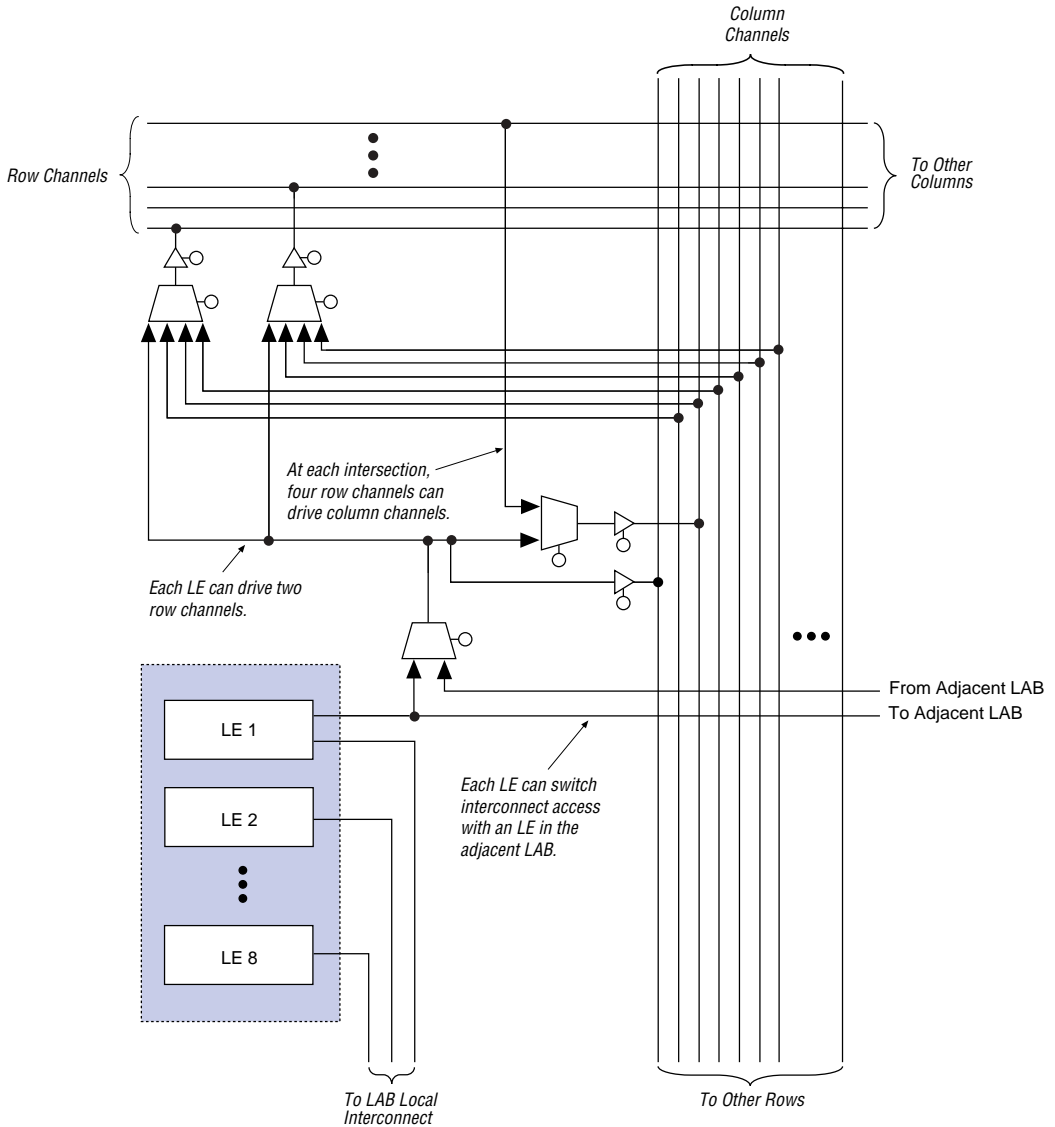 Column
Channels
Row Channels
To Other
Columns
At each intersection,
four row channels can
drive column channels.
Each LE can drive two
row channels.
From Adjacent LAB
To Adjacent LAB
LE 1
Each LE can switch
interconnect access
with an LE in the
adjacent LAB.
LE 2
LE 8
To LAB Local
Interconnect
To Other Rows